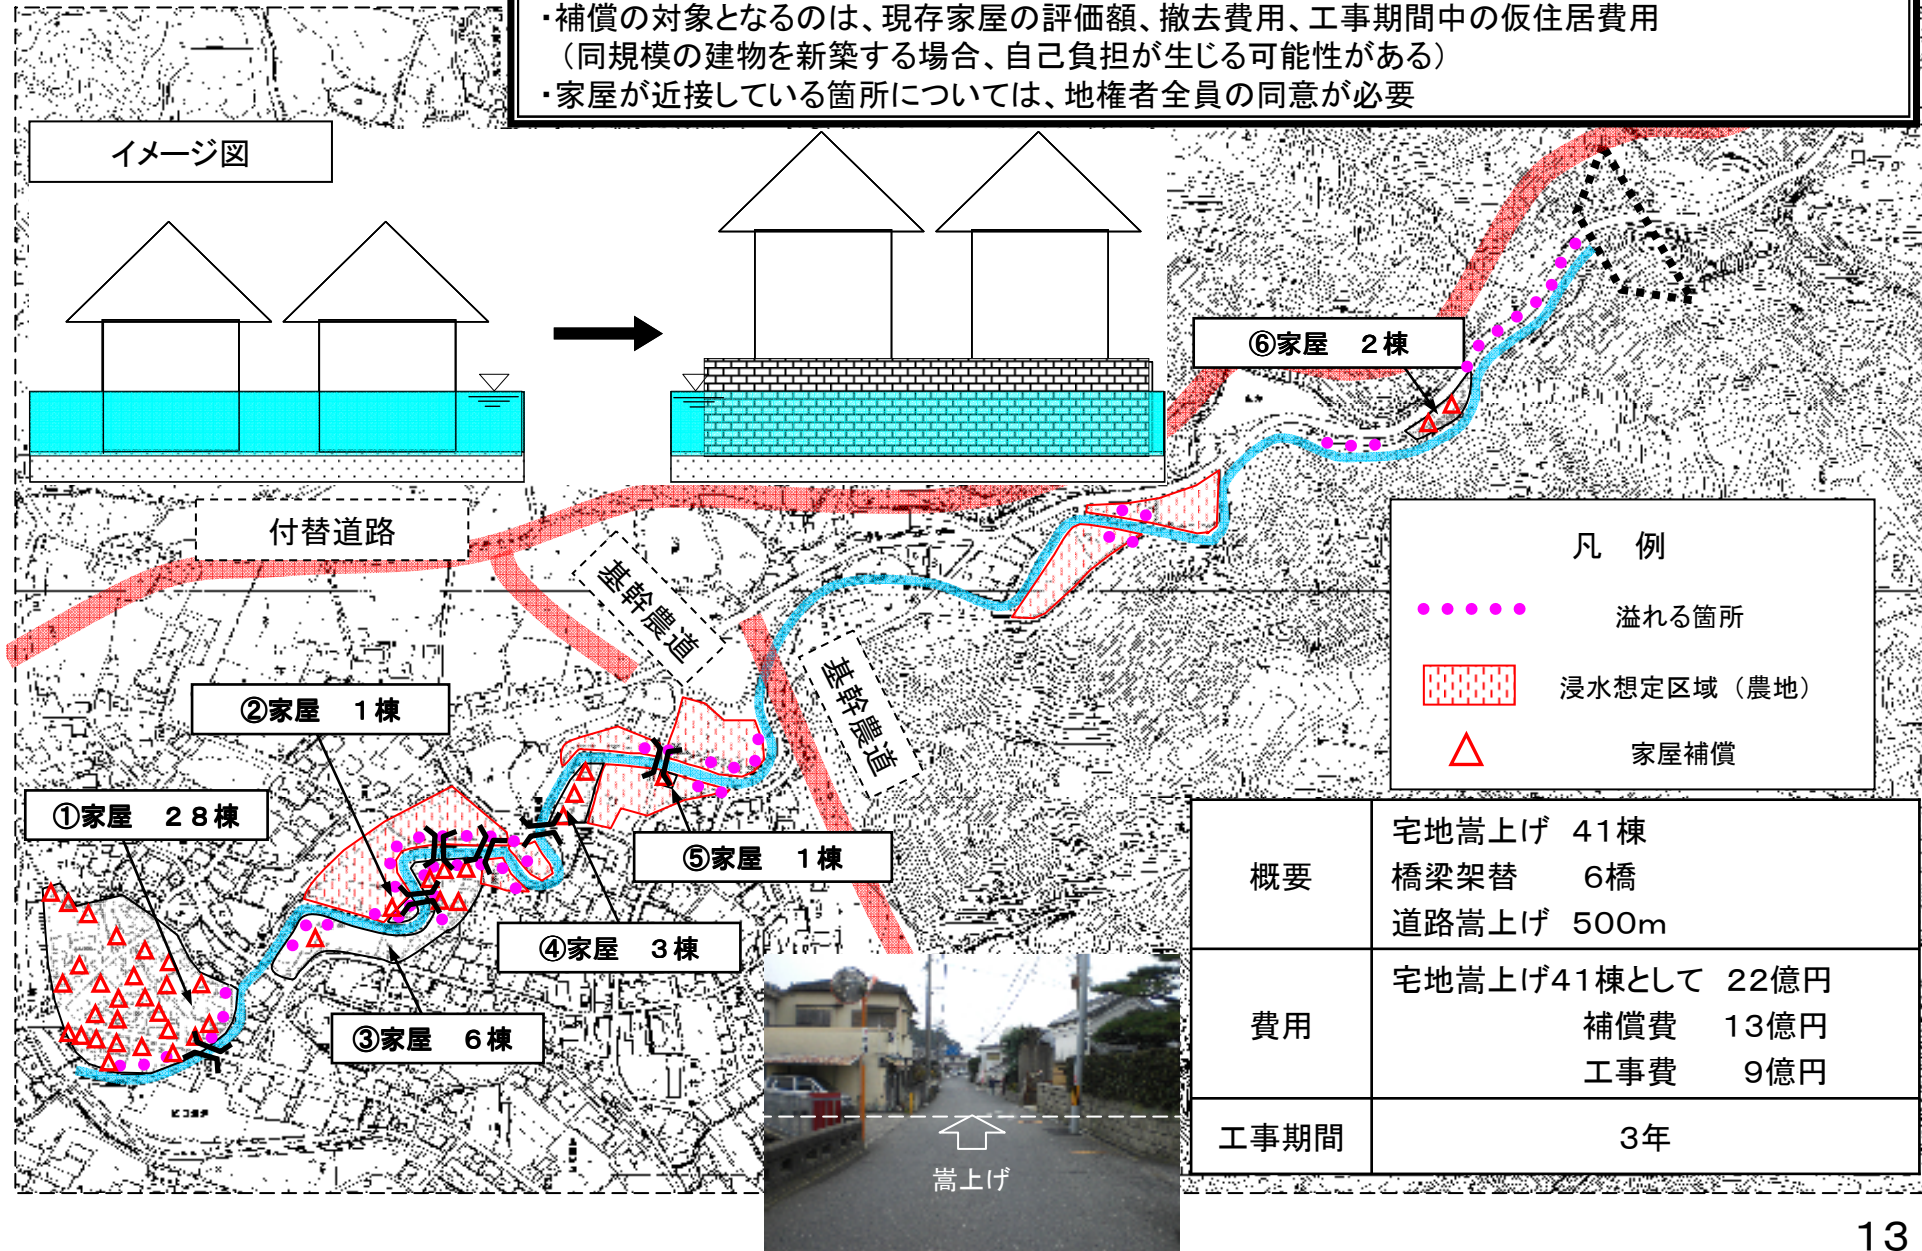 ・補償の対象となるのは、現存家屋の評価額、撤去費用、工事期間中の仮住居費用
（同規模の建物を新築する場合、自己負担が生じる可能性がある）
・家屋が近接している箇所については、地権者全員の同意が必要
イメージ図
⑥家屋　２棟
付替道路
基幹農道
基幹農道
凡　例
溢れる箇所
浸水想定区域（農地）
家屋補償
②家屋　１棟
①家屋　２８棟
⑤家屋　１棟
④家屋　３棟
③家屋　６棟
概要
宅地嵩上げ　41棟
橋梁架替　　6橋
道路嵩上げ　500m
費用
宅地嵩上げ41棟として　22億円
補償費　13億円
工事費　9億円
工事期間
3年
嵩上げ
13